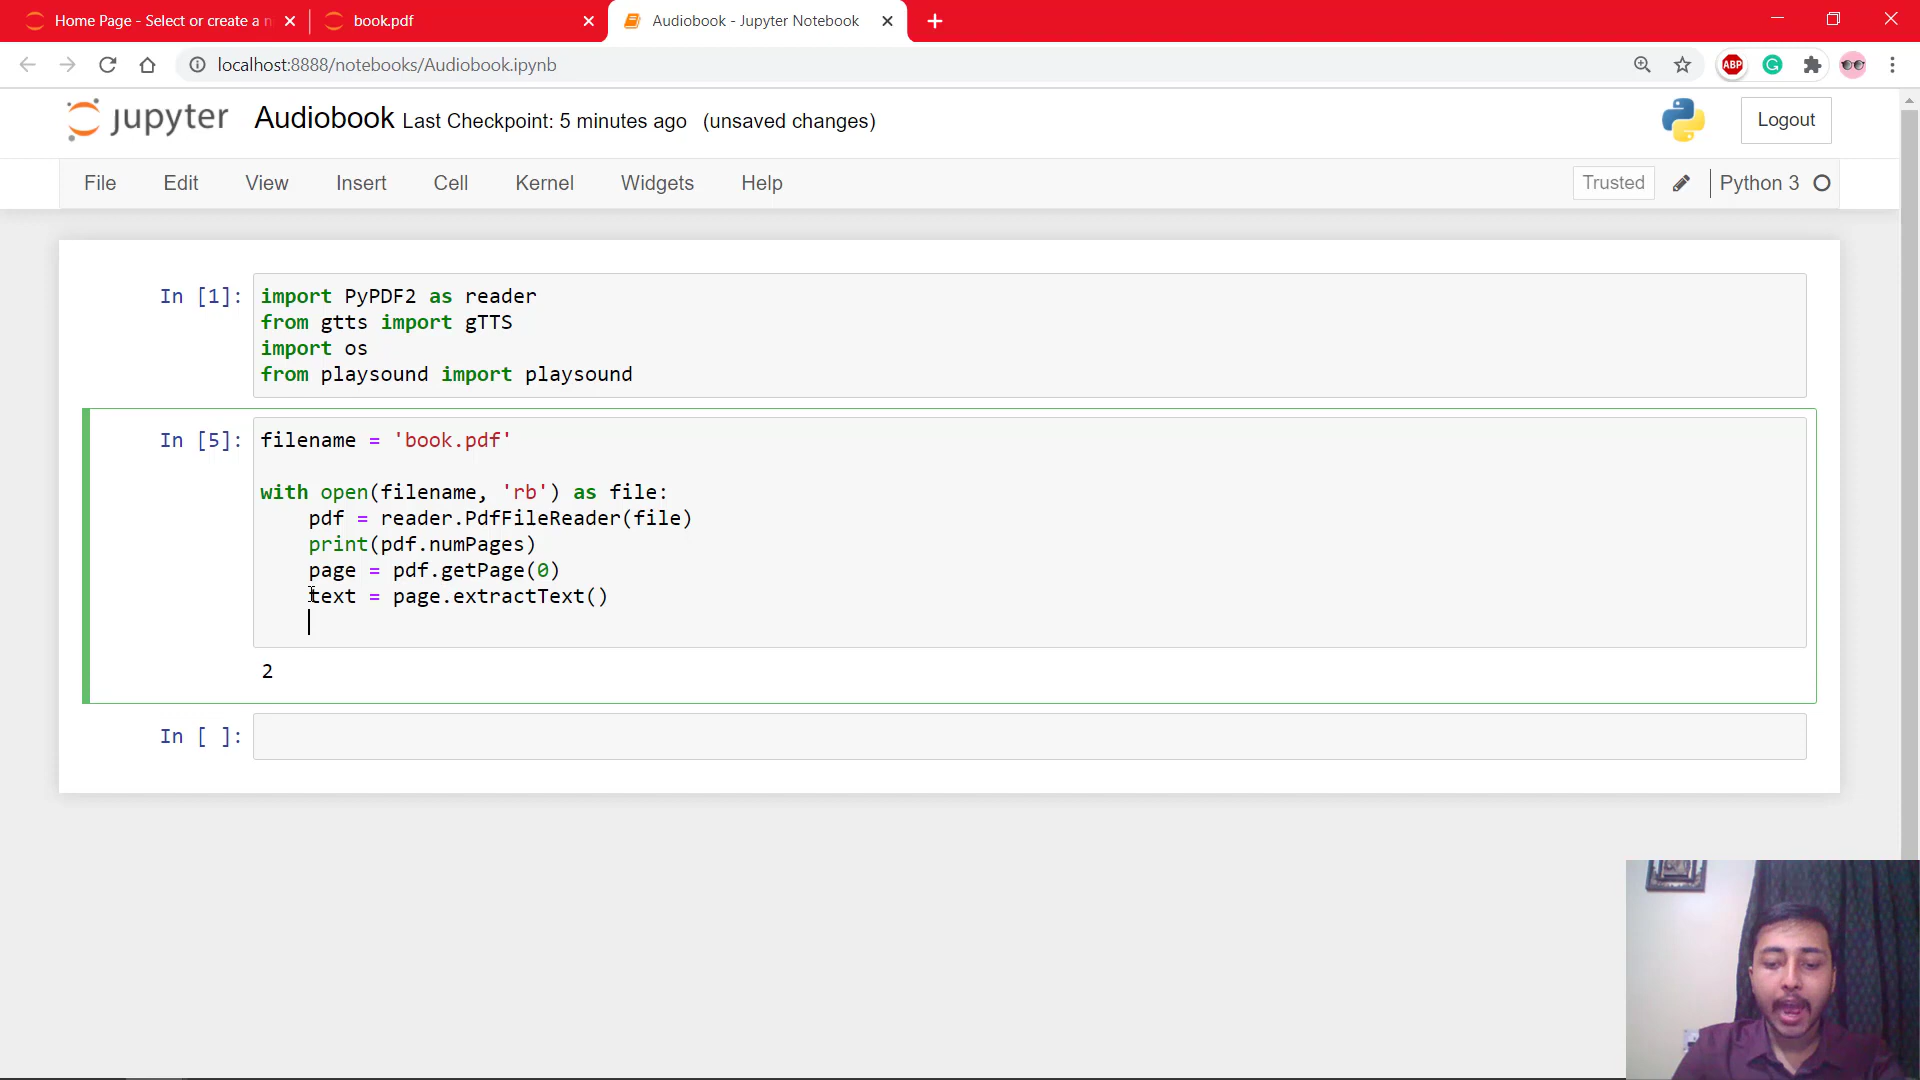 Home Page - Select or create a n
book.pdf
Audiobook - Jupyter Notebook
localhost:8888/notebooks/Audiobook.ipynb
ABP
jupyter Audiobook Last Checkpoint: 5 minutes ago (unsaved changes)
Logout
File Edit View Insert Cell Kernel Widgets Help
Trusted
Python 3
In [1]:
import PyPDF2 as reader
from gtts import gTTS
import os
from playsound import playsound
In [5]:
filename = 'book.pdf'
with open(filename, 'rb') as file:
    pdf = reader.PdfFileReader(file)
    print(pdf.numPages)
    page = pdf.getPage(0)
    text = page.extractText()
2
In [ ]: